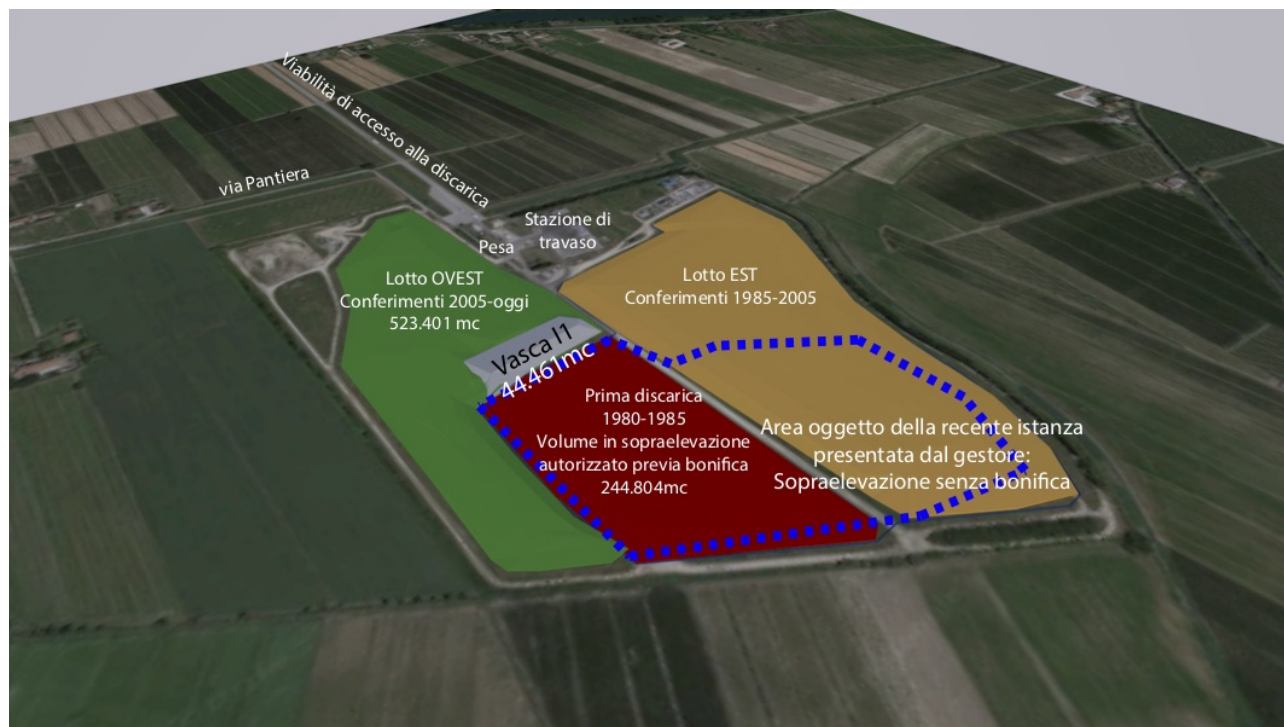 Viabilità di accesso alla discarica
via Pantiera
Stazione di
travaso
Pesa
Lotto OVEST
Conferimenti 2005-oggi
523.401 mc
Lotto EST
Conferimenti 1985-2005
Vasca I1
44.461mc
Prima discarica
1980-1985
Volume in sopraelevazione
autorizzato previa bonifica
244.804mc
Area oggetto della recente istanza
presentata dal gestore:
Sopraelevazione senza bonifica